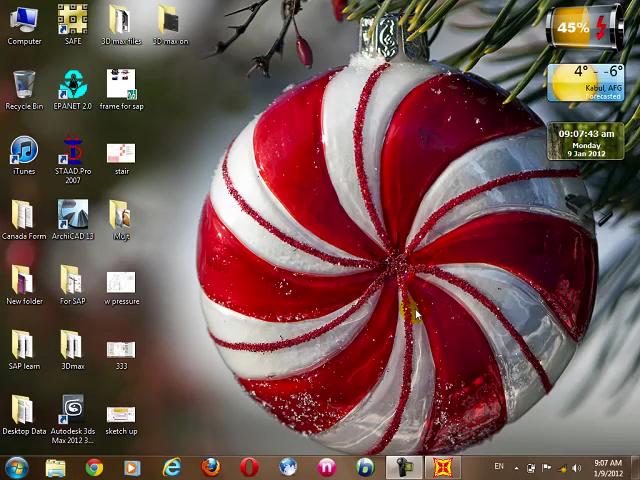 Computer
SAFE
3D max files
3D max on
Recycle Bin
EPANET 2.0
frame for sap
iTunes
STAAD.Pro
2007
stair
Canada Form
ArchiCAD 13
New folder
For SAP
w pressure
SAP learn
3Dmax
333
Desktop Data
Autodesk 3ds
Max 2012 3...
sketch up
45%
4° - -6°
Kabul, AFG
Forecasted
09:07:43 am
Monday
9 Jan 2012
EN
9:07 AM
1/9/2012